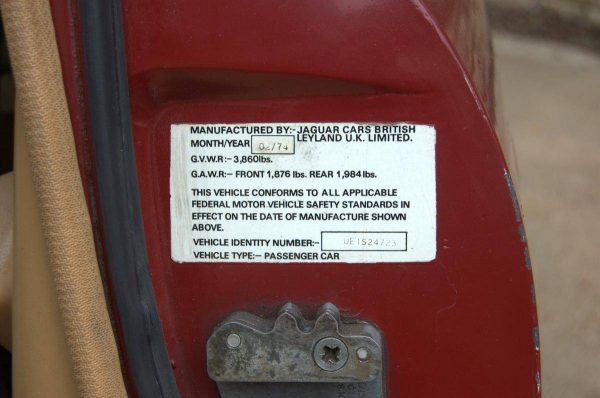 MANUFACTURED BY:- JAGUAR CARS BRITISH
MONTH/YEAR 02/74 LEYLAND U.K. LIMITED.
G.V.W.R:- 3,860lbs.
G.A.W.R:- FRONT 1,876 lbs. REAR 1,984 lbs.
THIS VEHICLE CONFORMS TO ALL APPLICABLE
FEDERAL MOTOR VEHICLE SAFETY STANDARDS IN
EFFECT ON THE DATE OF MANUFACTURE SHOWN
ABOVE.
VEHICLE IDENTITY NUMBER:- UE1S24723
VEHICLE TYPE:- PASSENGER CAR